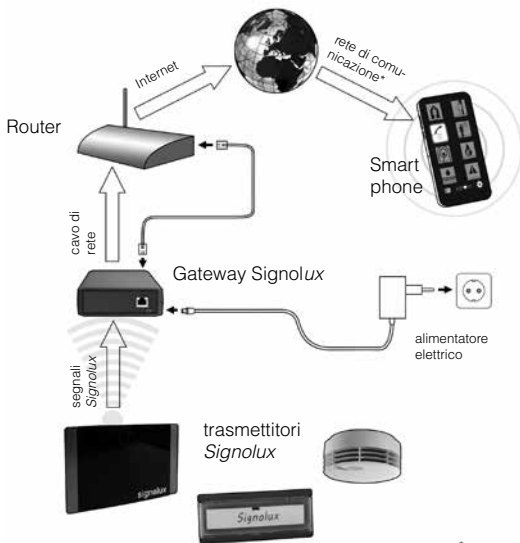 Internet
rete di comu-
nicazione*
Router
Smart
phone
cavo di
rete
Gateway Signolux
alimentatore
elettrico
segnali
Signolux
trasmettitori
Signolux
signolux
Signolux